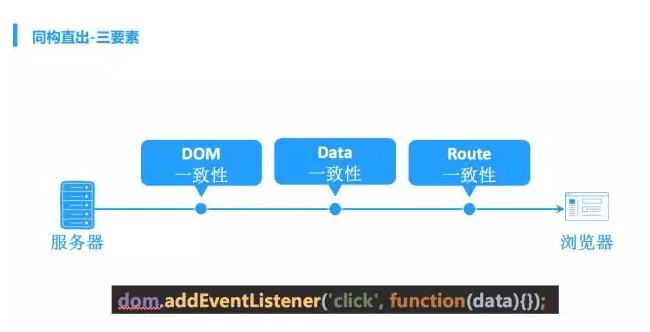 同构直出-三要素
DOM
一致性
Data
一致性
Route
一致性
服务器
浏览器
dom.addEventListener('click', function(data){});